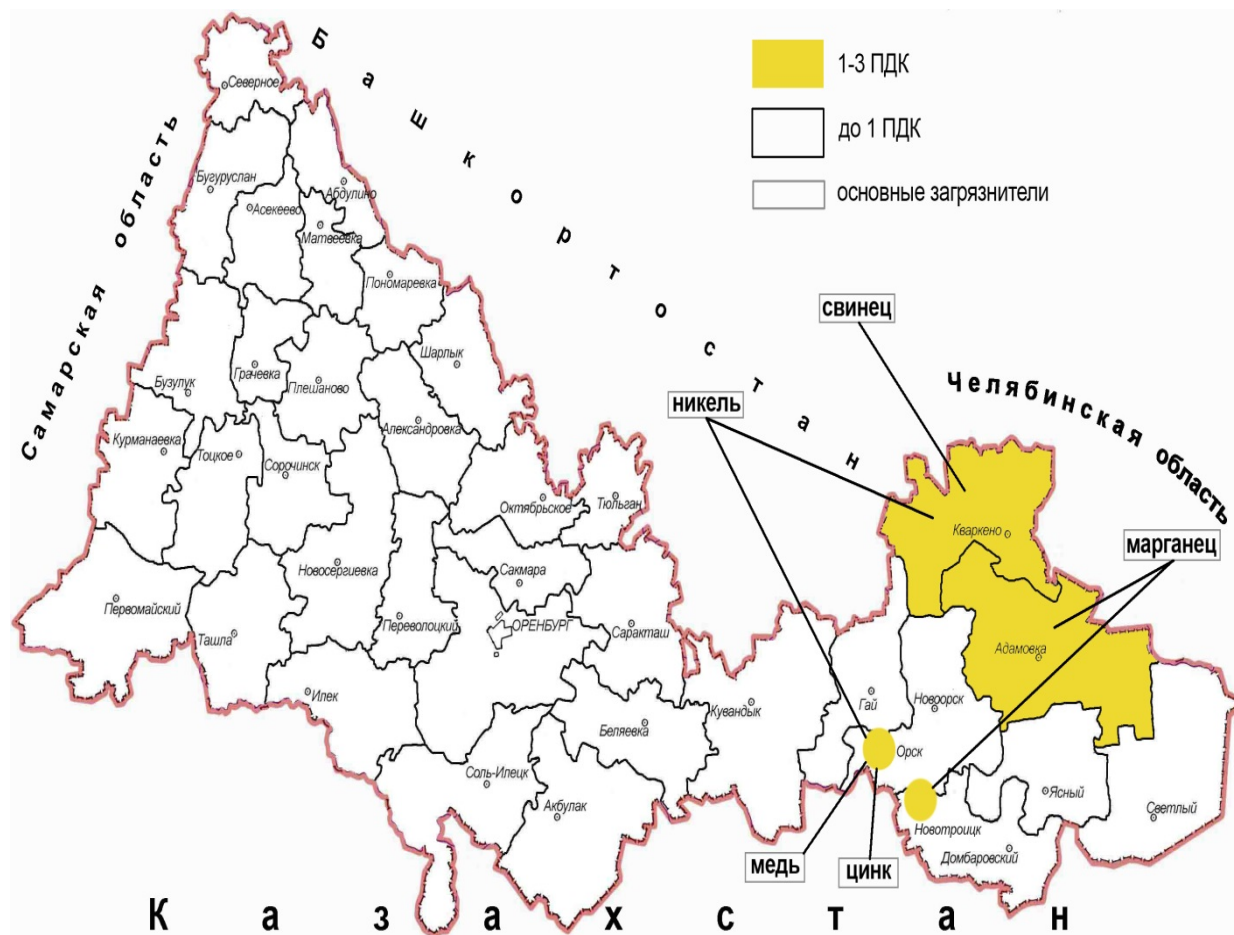 Башкортостан
Самарская область
Челябинская область
Казахстан
1-3 ПДК
до 1 ПДК
основные загрязнители
свинец
никель
марганец
медь
цинк
Северное
Бугуруслан
Абдулино
Асекеево
Матвеевка
Пономаревка
Шарлык
Грачевка
Плешаново
Бузулук
Александровка
Курманаевка
Тоцкое
Сорочинск
Октябрьское
Тюльган
Кваркено
Новосергиевка
Сакмара
Первомайский
Переволоцкий
ОРЕНБУРГ
Саракташ
Ташла
Адамовка
Илек
Беляевка
Кувандык
Гай
Новоорск
Орск
Соль-Илецк
Акбулак
Ясный
Светлый
Новотроицк
Домбаровский